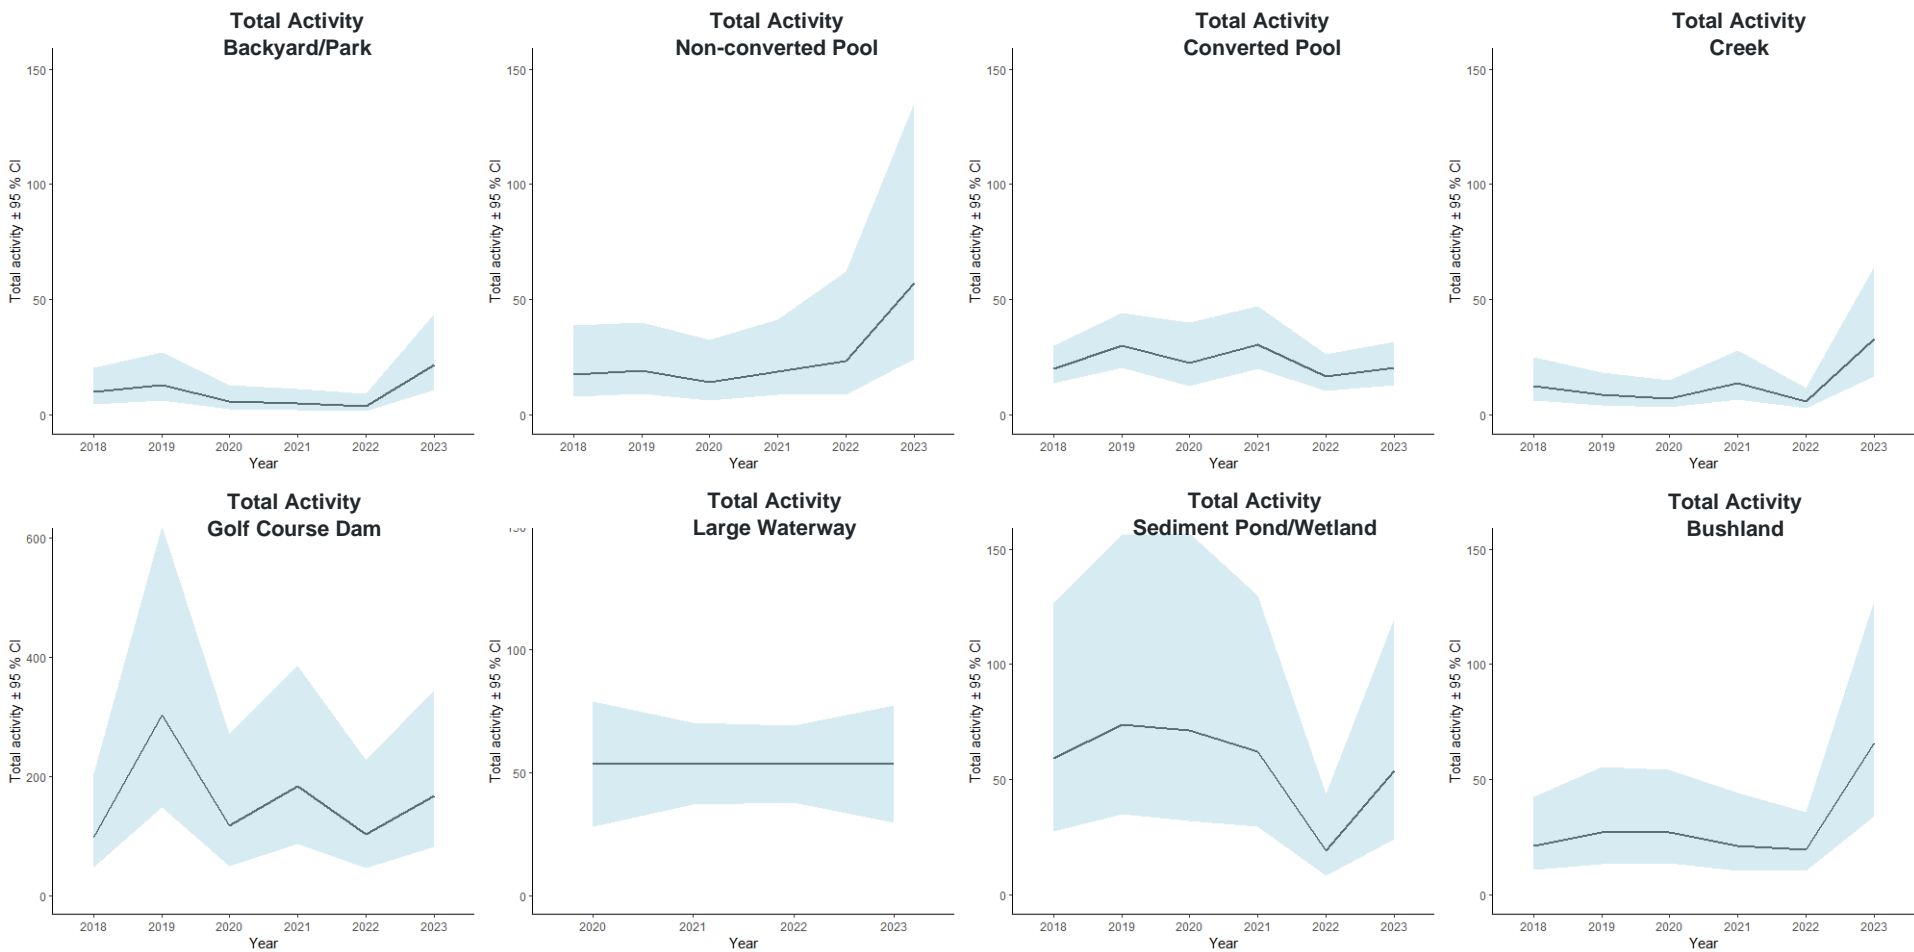 Total Activity
Backyard/Park
150
100
50
0
Total activity ± 95 % CI
2018 2019 2020 2021 2022 2023
Year
Total Activity
Non-converted Pool
150
100
50
0
Total activity ± 95 % CI
2018 2019 2020 2021 2022 2023
Year
Total Activity
Converted Pool
150
100
50
0
Total activity ± 95 % CI
2018 2019 2020 2021 2022 2023
Year
Total Activity
Creek
150
100
50
0
Total activity ± 95 % CI
2018 2019 2020 2021 2022 2023
Year
Total Activity
Golf Course Dam
600
400
200
0
Total activity ± 95 % CI
2018 2019 2020 2021 2022 2023
Year
Total Activity
Large Waterway
150
100
50
0
Total activity ± 95 % CI
2020 2021 2022 2023
Year
Total Activity
Sediment Pond/Wetland
150
100
50
0
Total activity ± 95 % CI
2018 2019 2020 2021 2022 2023
Year
Total Activity
Bushland
150
100
50
0
Total activity ± 95 % CI
2018 2019 2020 2021 2022 2023
Year